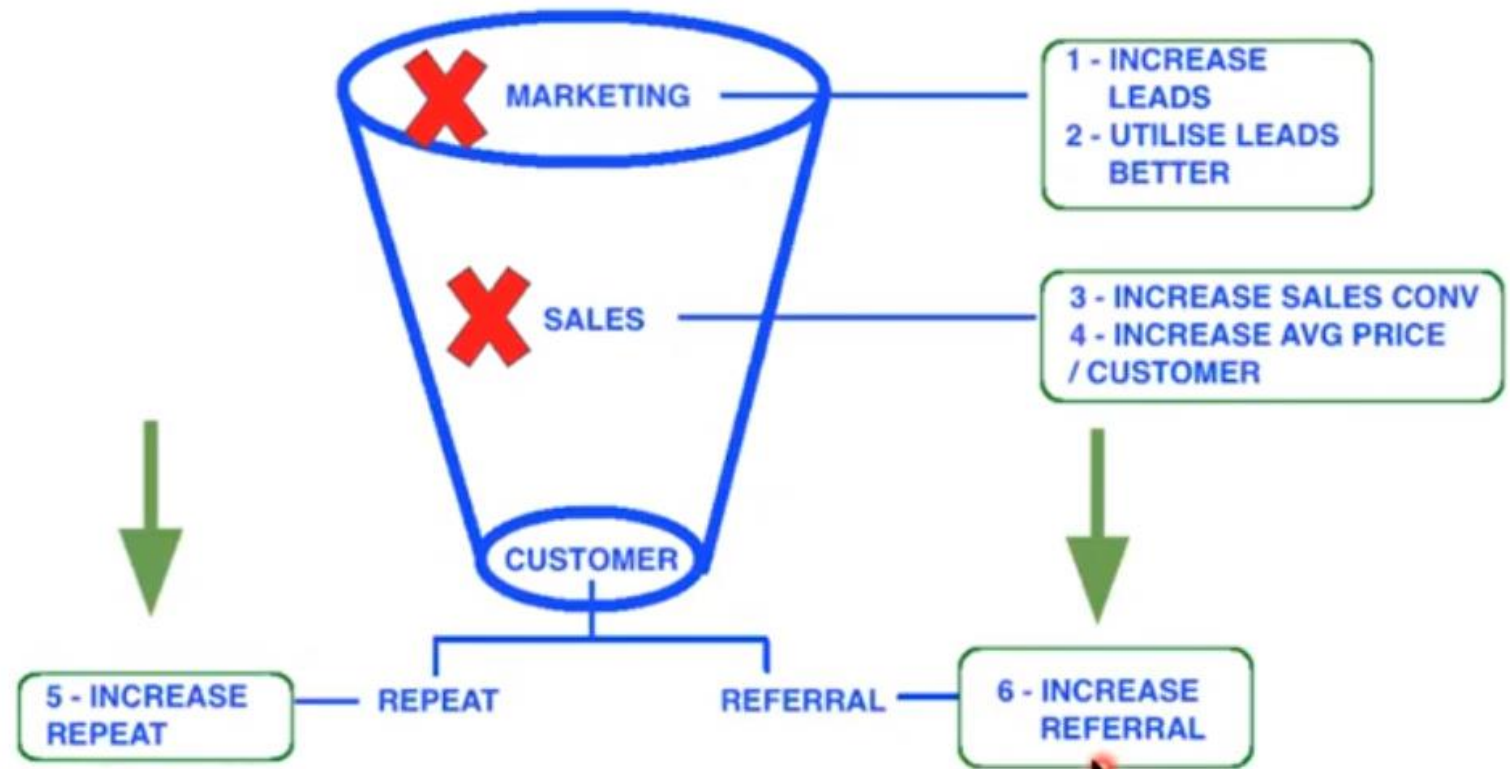 MARKETING
1 - INCREASE
LEADS
2 - UTILISE LEADS
BETTER
SALES
3 - INCREASE SALES CONV
4 - INCREASE AVG PRICE
/ CUSTOMER
CUSTOMER
5 - INCREASE
REPEAT
REPEAT
REFERRAL
6 - INCREASE
REFERRAL